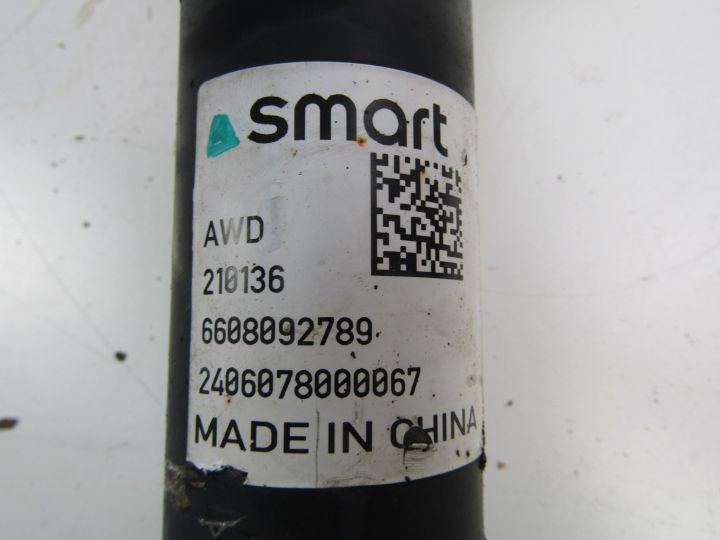 smart
AWD
210136
6608092789
2406078000067
MADE IN CHINA